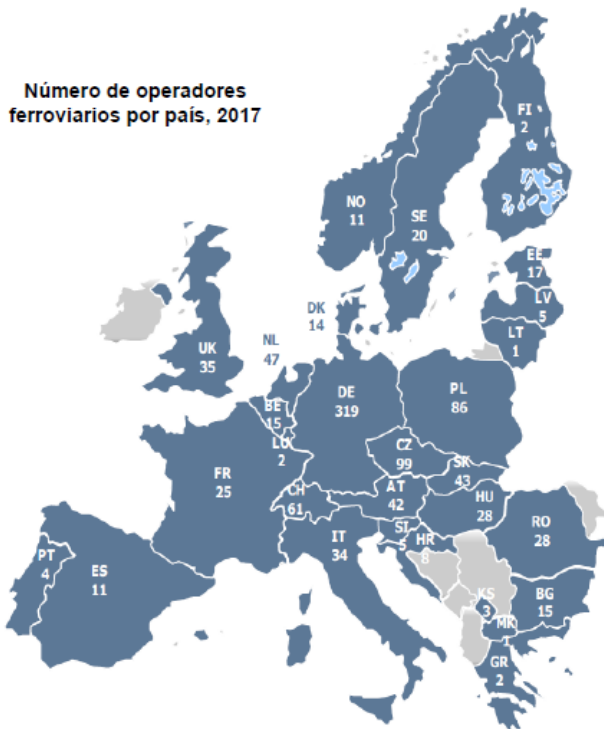 Número de operadores
ferroviarios por país, 2017
FI
2
NO
11
SE
20
EE
17
LV
5
LT
1
DK
14
NL
47
UK
35
DE
319
PL
86
BE
15
LU
2
CZ
99
SK
43
FR
25
CH
61
AT
42
HU
28
SI
5
HR
8
IT
34
RO
28
PT
4
ES
11
KS
3
BG
15
MK
1
GR
2